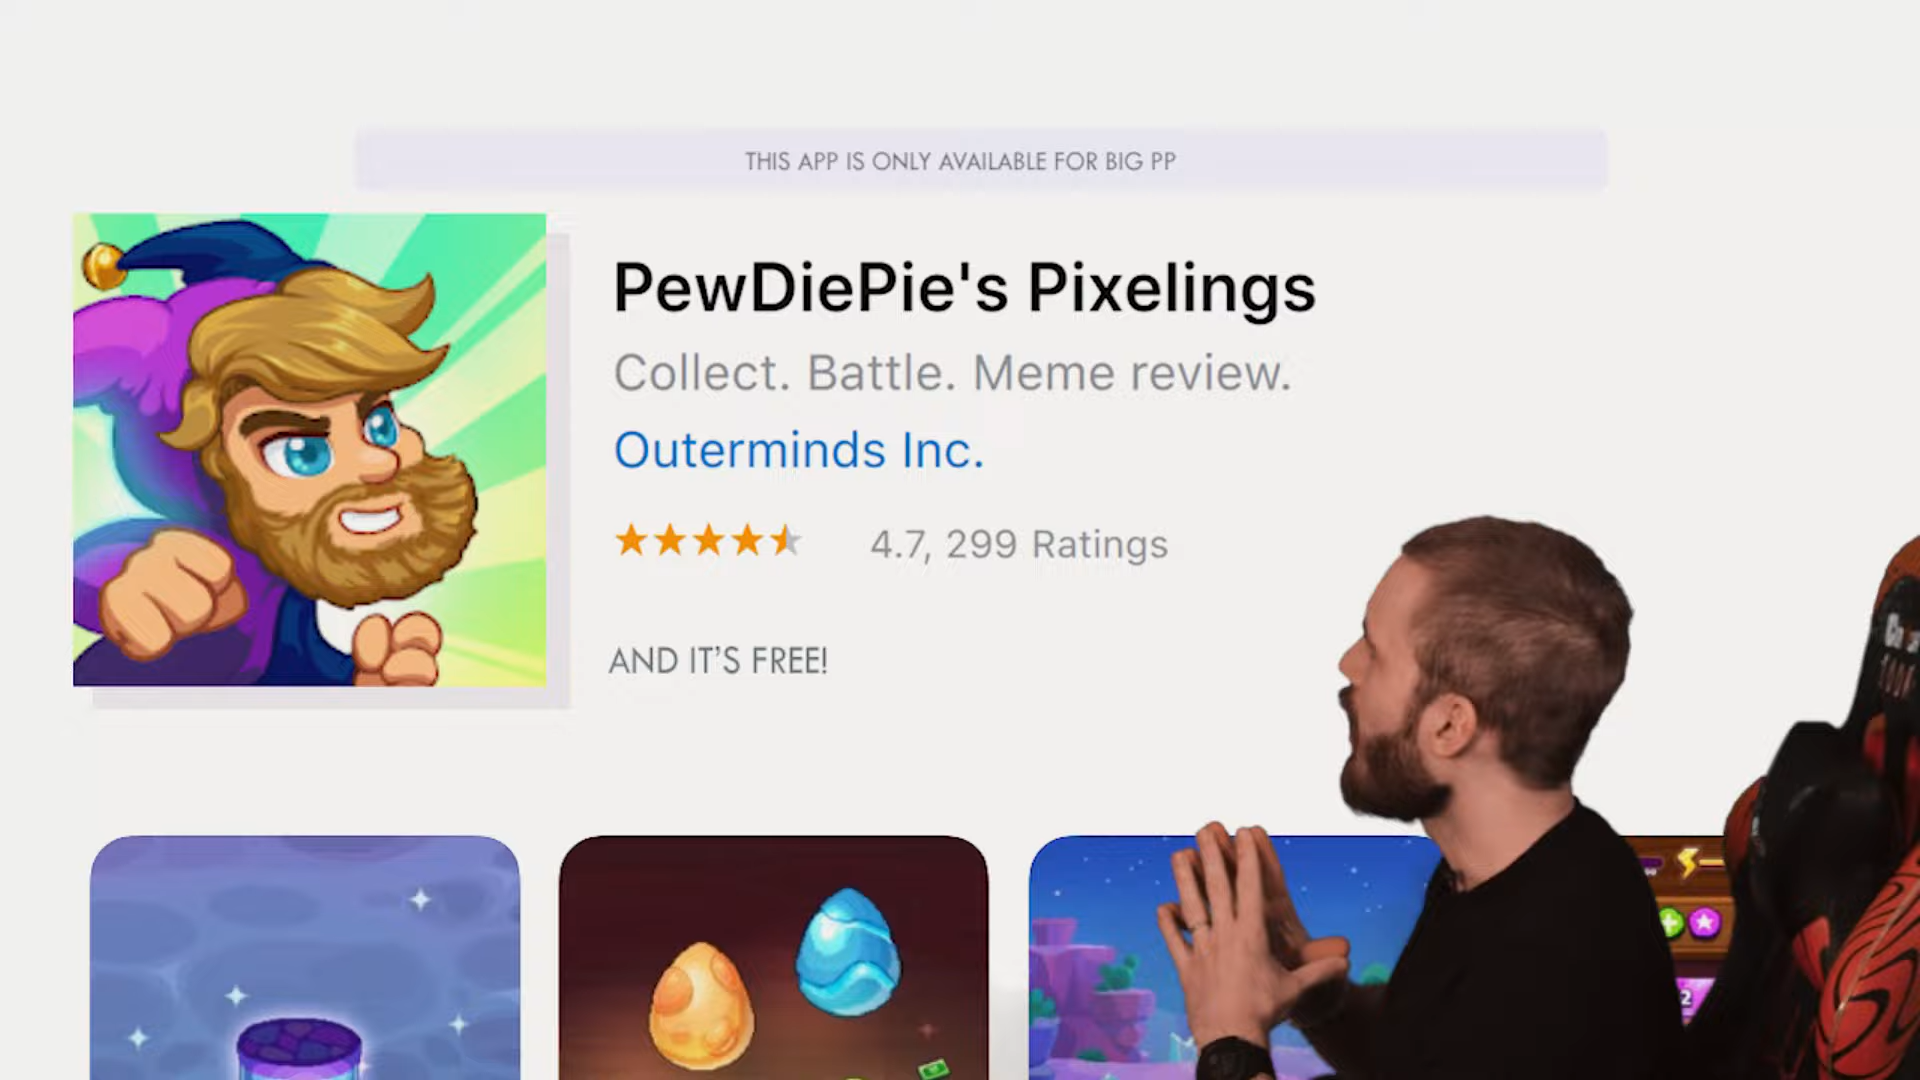 THIS APP IS ONLY AVAILABLE FOR BIG PP
PewDiePie's Pixelings
Collect. Battle. Meme review.
Outerminds Inc.
4.7, 299 Ratings
AND IT'S FREE!
2